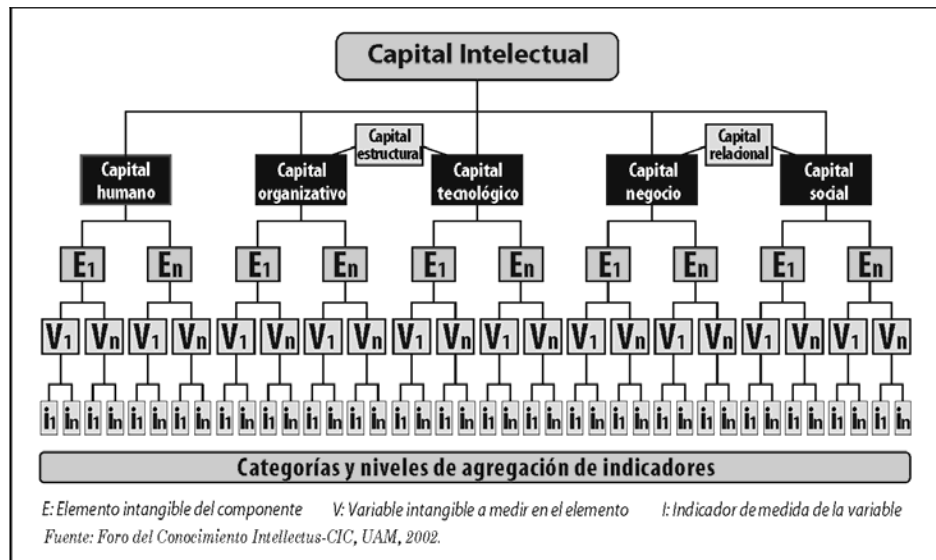 Capital Intelectual
Capital
estructural
Capital
relacional
Capital
humano
Capital
organizativo
Capital
tecnológico
Capital
negocio
Capital
social
E1 En E1 En E1 En E1 En E1 En
V1 Vn V1 Vn V1 Vn V1 Vn V1 Vn V1 Vn V1 Vn V1 Vn V1 Vn V1 Vn
i1 in i1 in i1 in i1 in i1 in i1 in i1 in i1 in i1 in i1 in i1 in i1 in i1 in i1 in i1 in i1 in i1 in i1 in i1 in i1 in
Categorías y niveles de agregación de indicadores
E: Elemento intangible del componente V: Variable intangible a medir en el elemento I: Indicador de medida de la variable
Fuente: Foro del Conocimiento Intellectus-CIC, UAM, 2002.